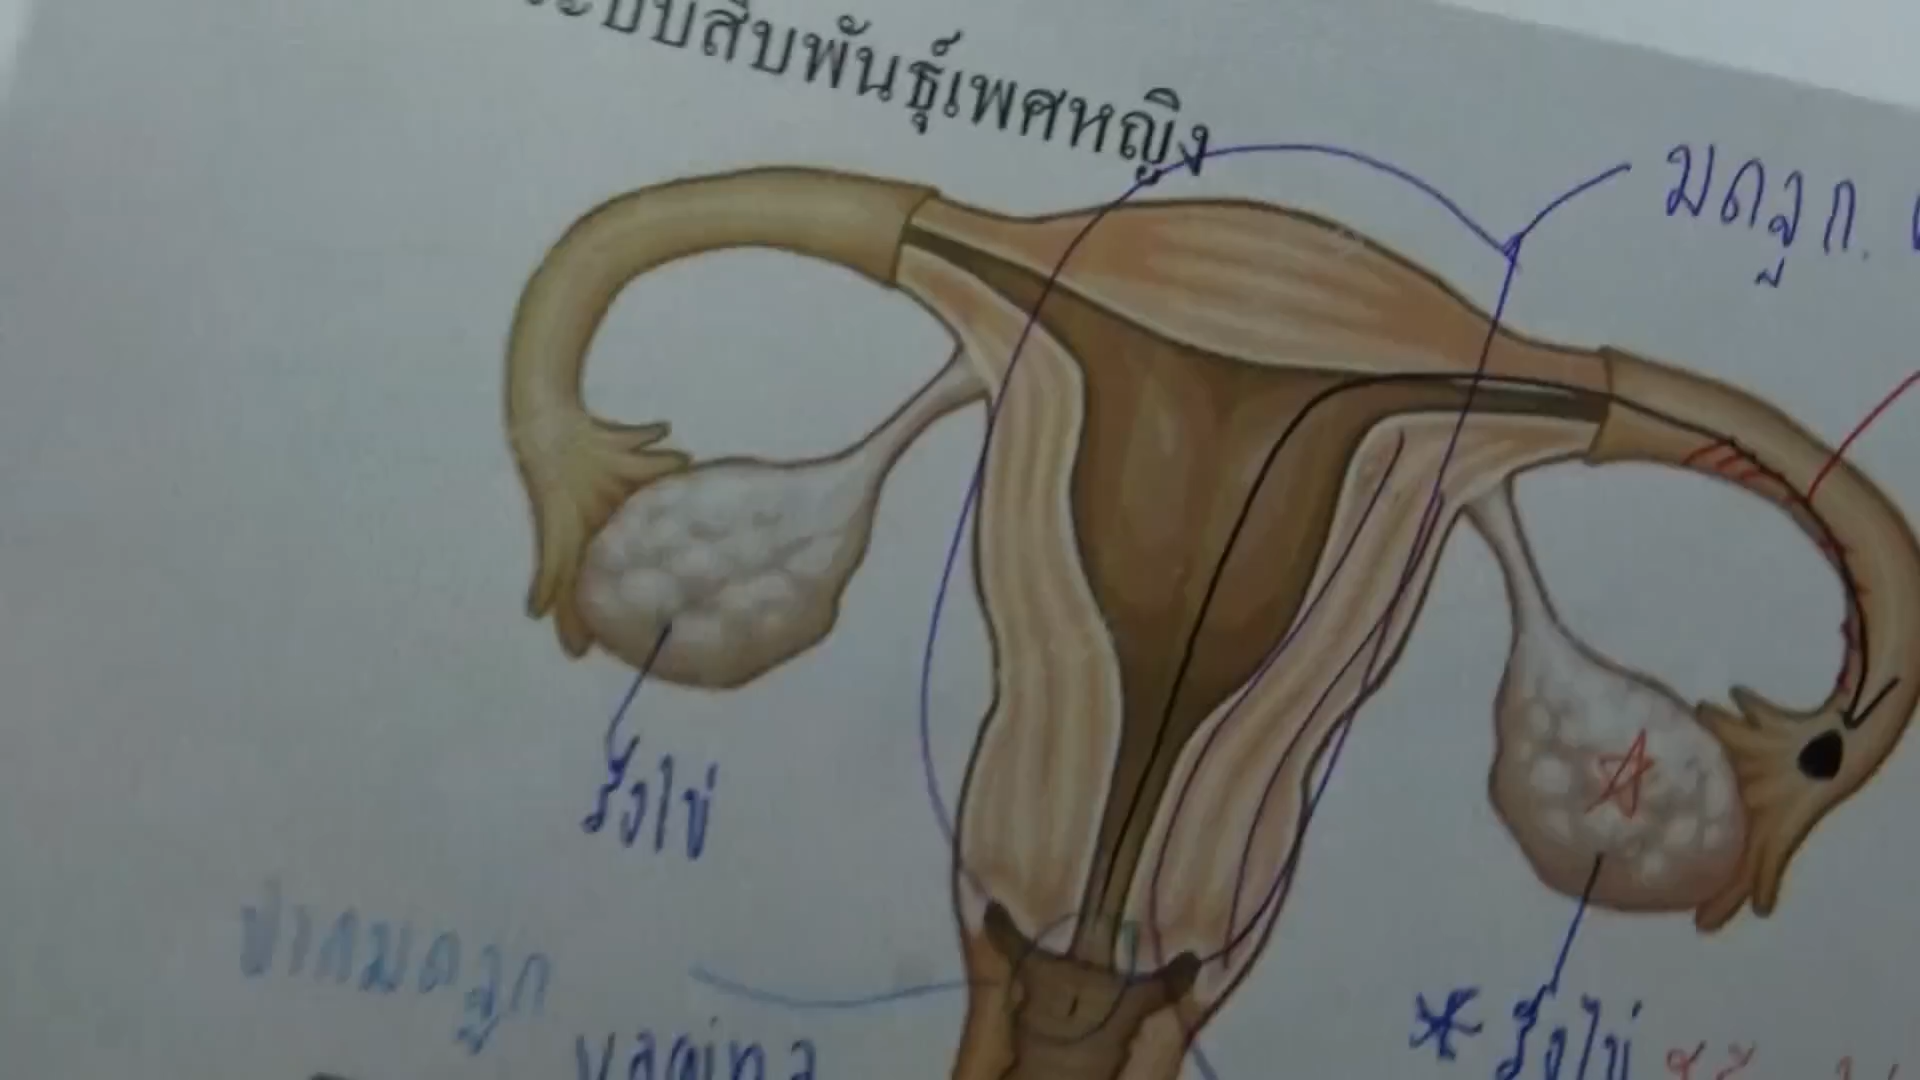 ระบบสืบพันธุ์เพศหญิง
มดลูก
รังไข่
ปากมดลูก
vagina
* รังไข่